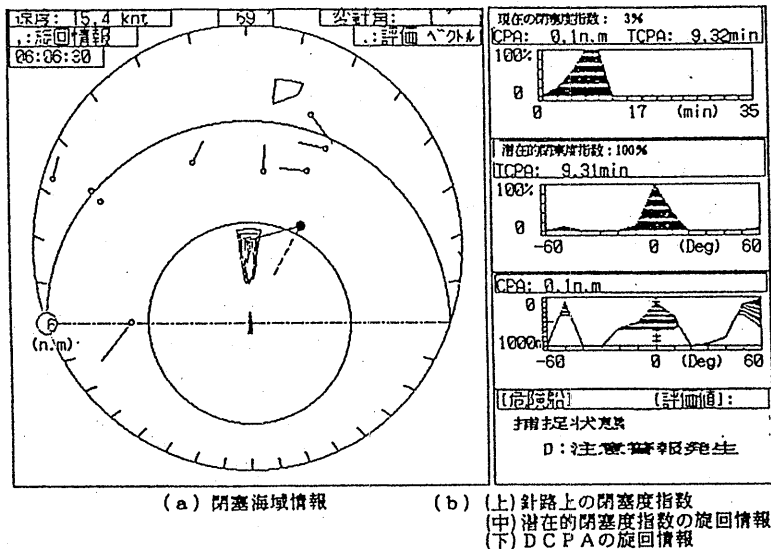 速度: 15.4 knt
59 °
変針角: °
.:旋回情報
.:評価 ベクトル
06:06:30
6
(n.m)
現在の閉塞度指数: 3%
CPA: 0.1n.m TCPA: 9.32min
100%
0
0 17 (min) 35
潜在的閉塞度指数:100%
TCPA: 9.31min
100%
0
-60 0 (Deg) 60
CPA: 0.1n.m
0
1000m
-60 0 (Deg) 60
[危険船] [評価値]:
捕捉状態
D:注意警報発生
(a) 閉塞海域情報
(b) (上)針路上の閉塞度指数
(中)潜在的閉塞度指数の旋回情報
(下)DCPAの旋回情報